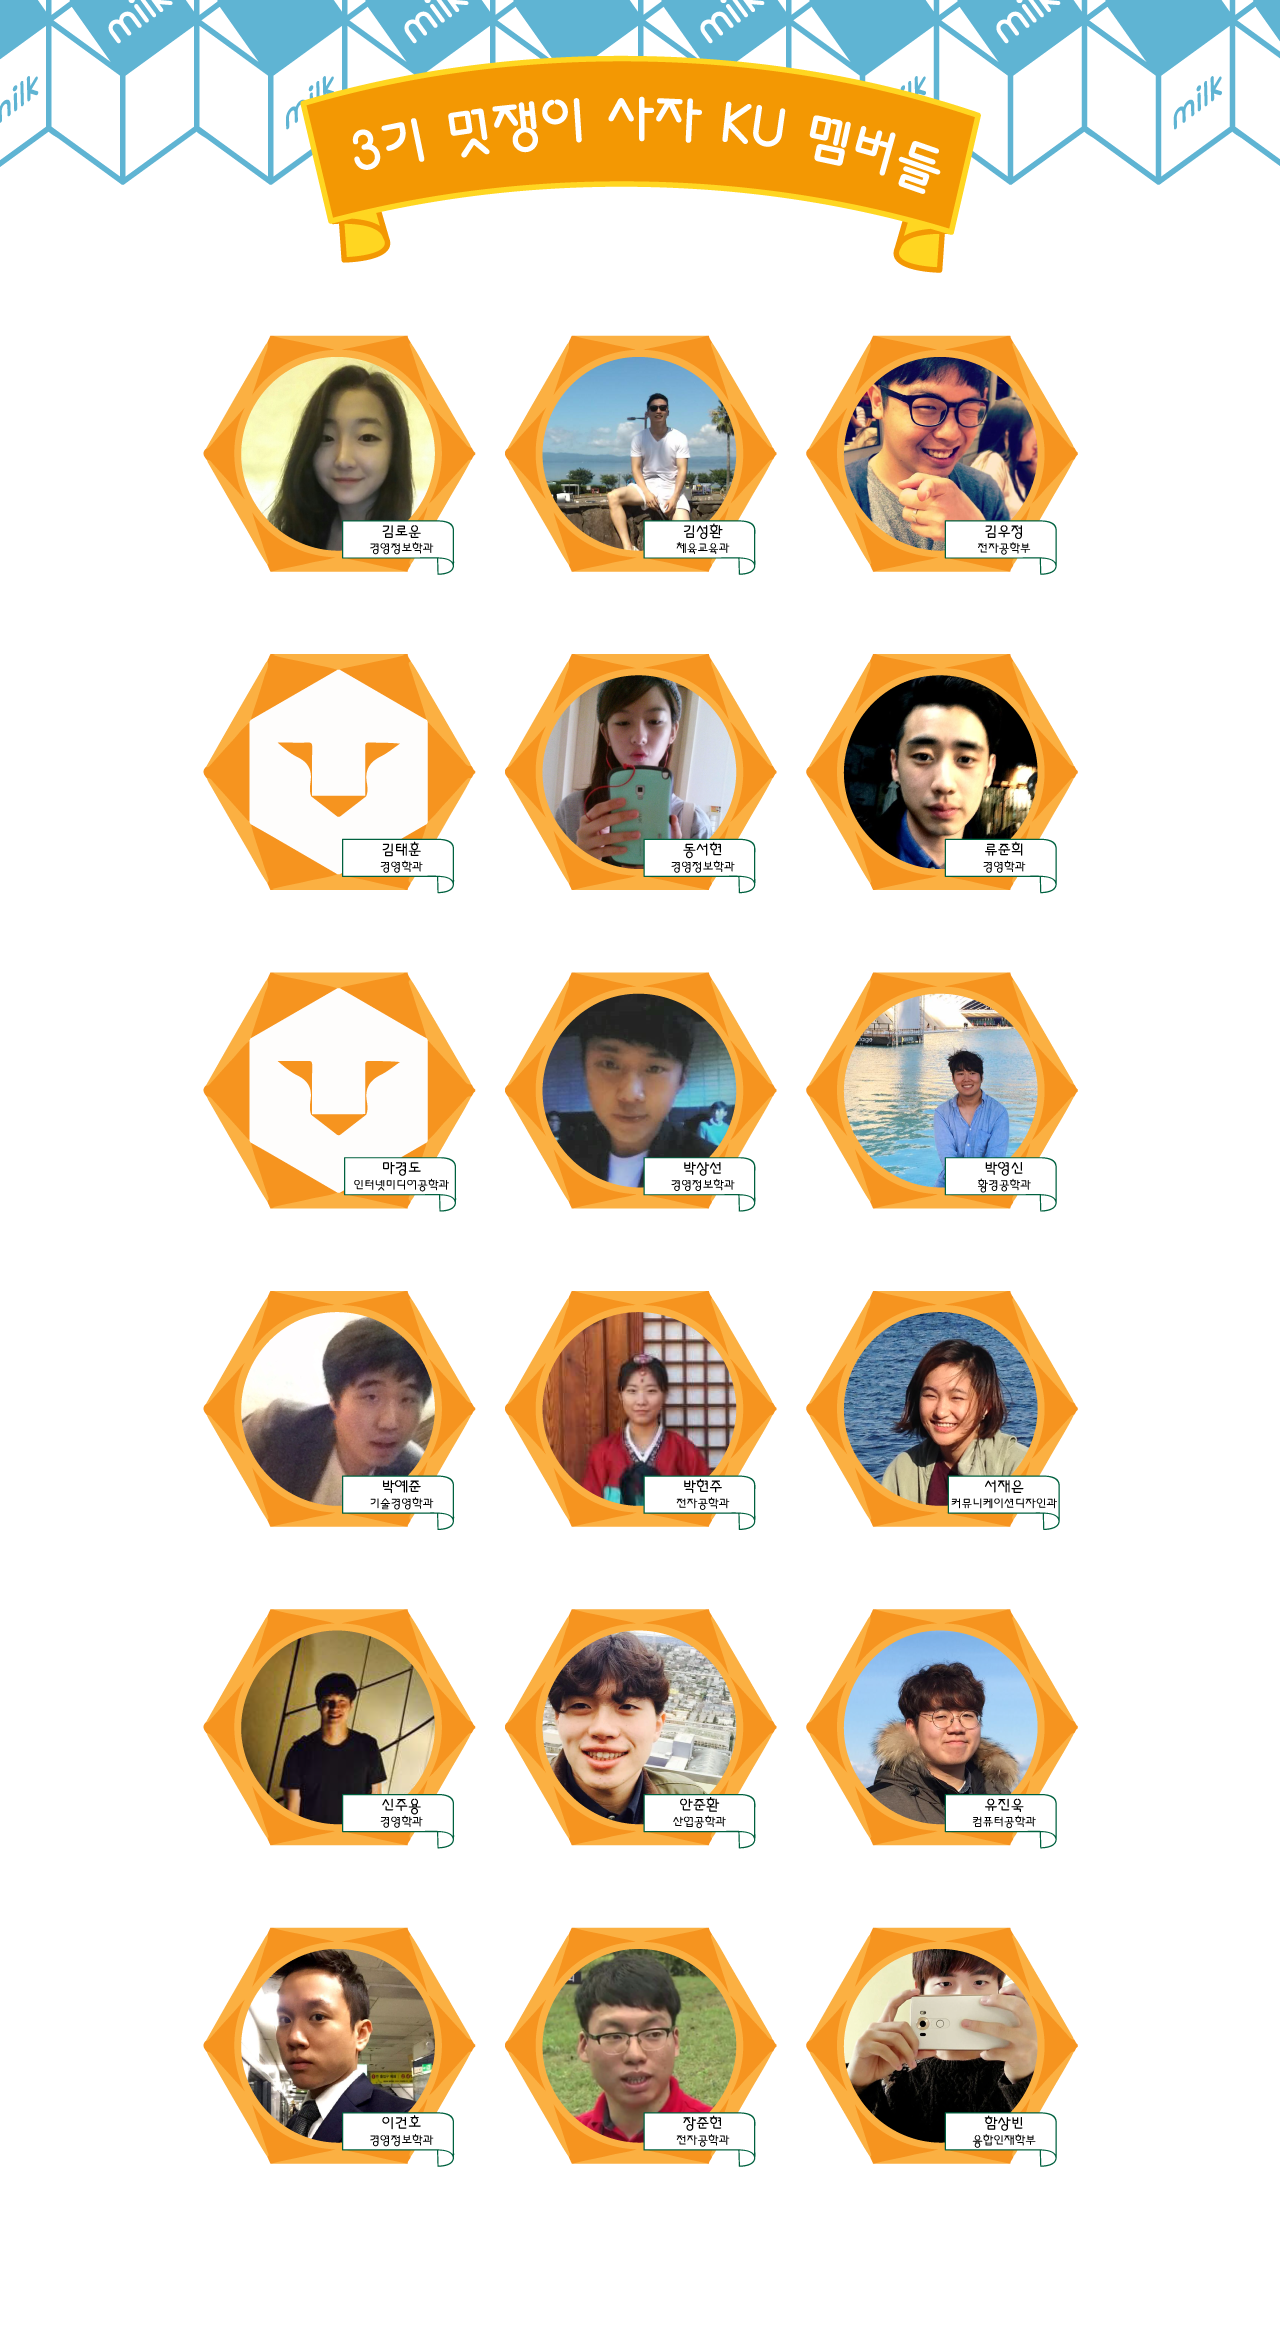 milk milk milk milk
milk milk milk milk
3기 멋쟁이 사자 KU 멤버들
김로운 김성환 김우정
경영정보학과 체육교육과 전자공학부
김태훈 동서현 류준희
경영학과 경영정보학과 경영학과
마경도 박상선 박영신
인터넷미디어공학과 경영정보학과 환경공학과
박예준 박현주 서재은
기술경영학과 전자공학과 커뮤니케이션디자인과
신주용 안준환 유진욱
경영학과 산업공학과 컴퓨터공학과
이건호 장준현 함상빈
경영정보학과 전자공학과 융합인재학부